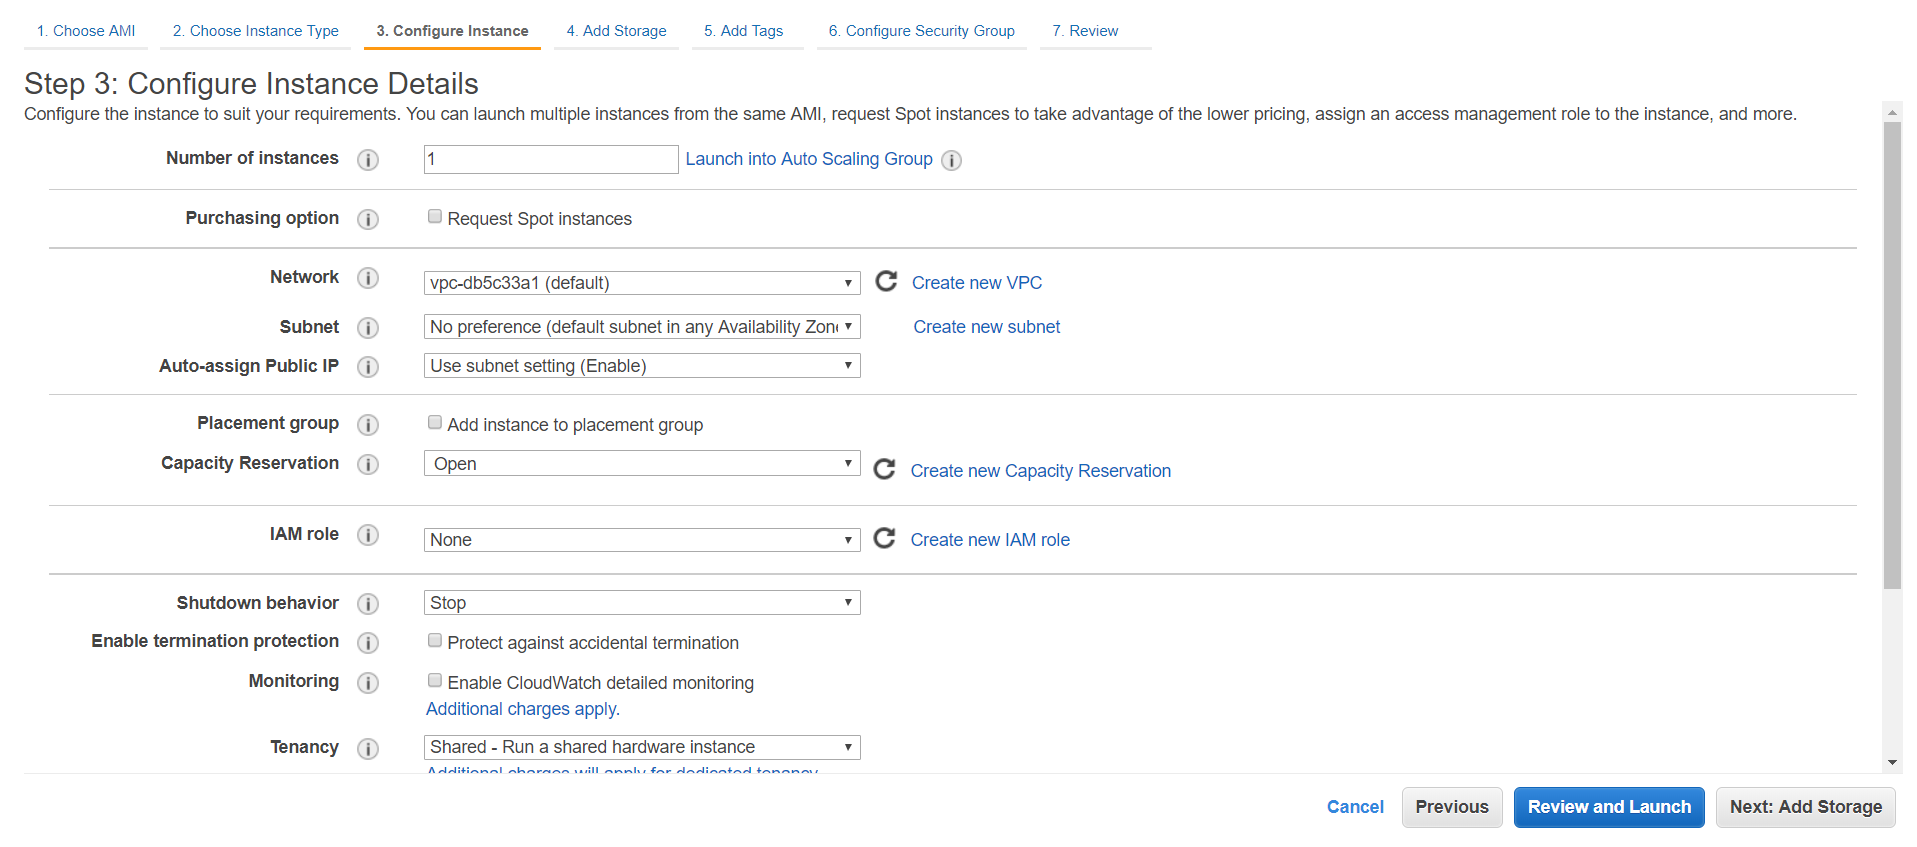 1. Choose AMI 2. Choose Instance Type 3. Configure Instance 4. Add Storage 5. Add Tags 6. Configure Security Group 7. Review
Step 3: Configure Instance Details
Configure the instance to suit your requirements. You can launch multiple instances from the same AMI, request Spot instances to take advantage of the lower pricing, assign an access management role to the instance, and more.
Number of instances i 1 Launch into Auto Scaling Group i
Purchasing option i Request Spot instances
Network i vpc-db5c33a1 (default) Create new VPC
Subnet i No preference (default subnet in any Availability Zon Create new subnet
Auto-assign Public IP i Use subnet setting (Enable)
Placement group i Add instance to placement group
Capacity Reservation i Open Create new Capacity Reservation
IAM role i None Create new IAM role
Shutdown behavior i Stop
Enable termination protection i Protect against accidental termination
Monitoring i Enable CloudWatch detailed monitoring
Additional charges apply.
Tenancy i Shared - Run a shared hardware instance
Additional charges will apply for dedicated tenancy.
Cancel Previous Review and Launch Next: Add Storage